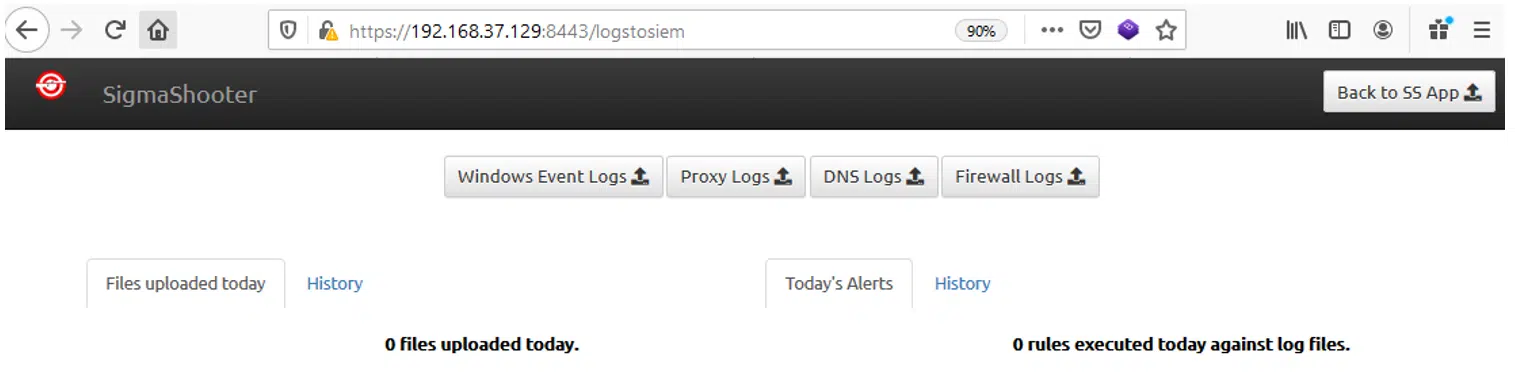 https://192.168.37.129:8443/logstosiem 90%
SigmaShooter Back to SS App
Windows Event Logs Proxy Logs DNS Logs Firewall Logs
Files uploaded today History Today's Alerts History
0 files uploaded today. 0 rules executed today against log files.